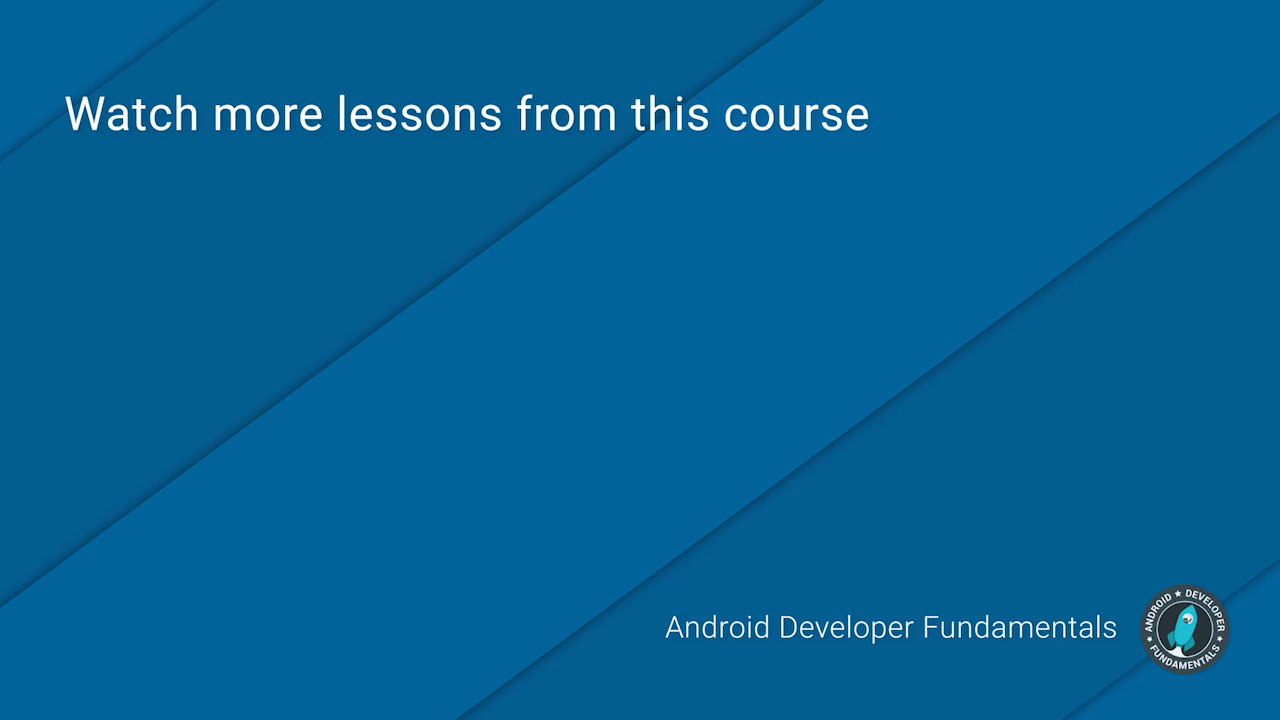 Watch more lessons from this course
Android Developer Fundamentals
ANDROID ★ DEVELOPER
★ FUNDAMENTALS ★